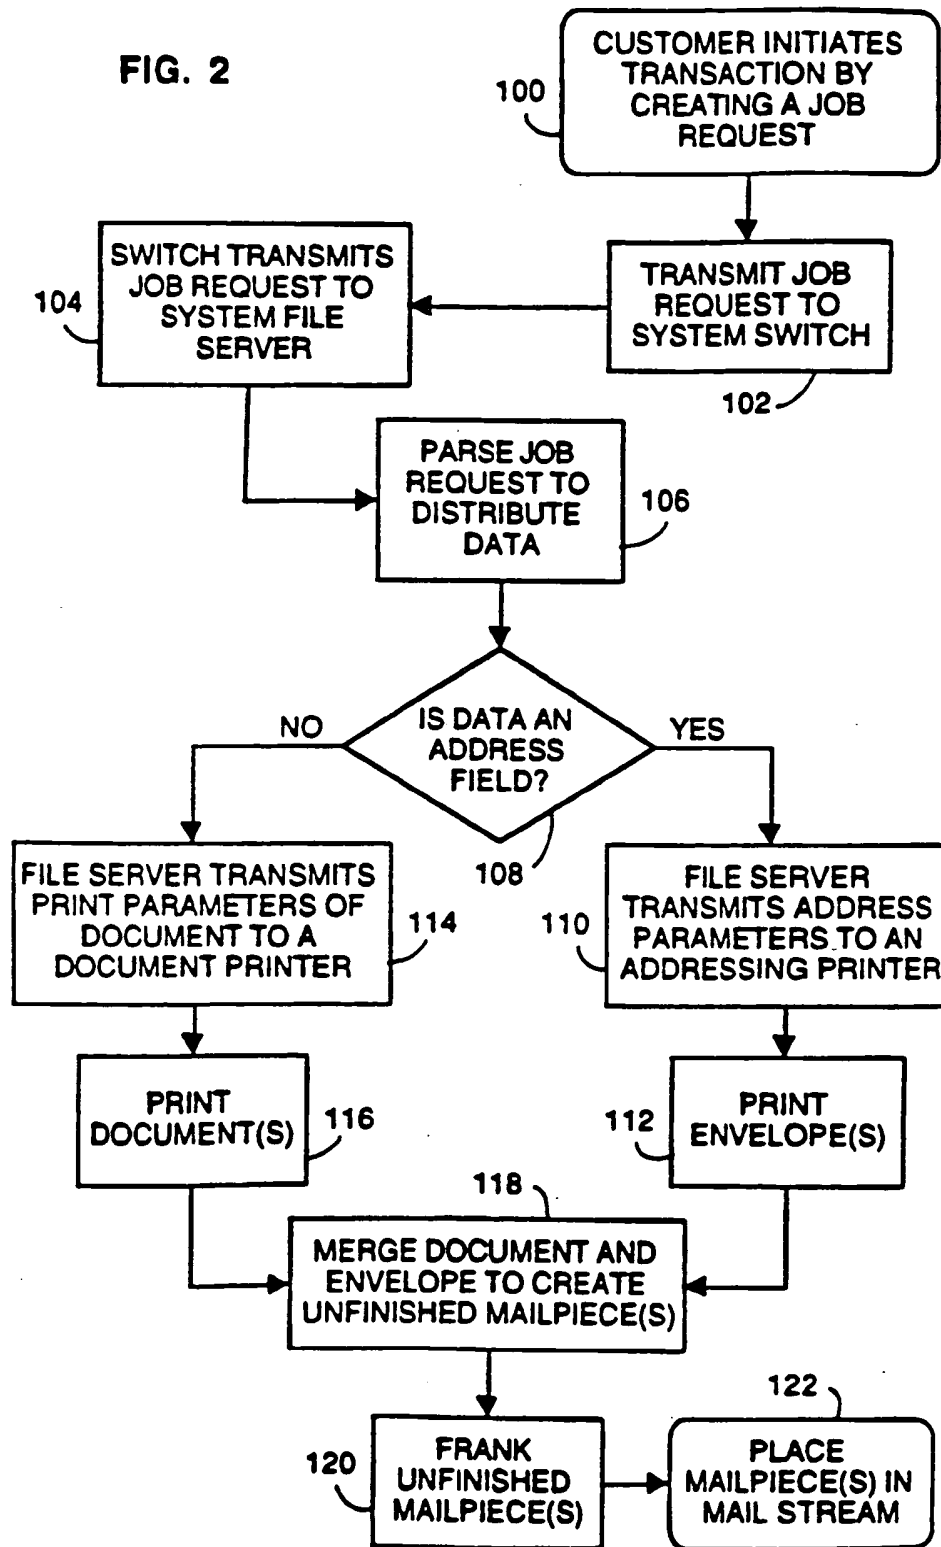 FIG. 2
CUSTOMER INITIATES
TRANSACTION BY
CREATING A JOB
REQUEST
100
SWITCH TRANSMITS
JOB REQUEST TO
SYSTEM FILE
SERVER
104
TRANSMIT JOB
REQUEST TO
SYSTEM SWITCH
102
PARSE JOB
REQUEST TO
DISTRIBUTE
DATA
106
IS DATA AN
ADDRESS
FIELD?
NO
YES
108
FILE SERVER TRANSMITS
PRINT PARAMETERS OF
DOCUMENT TO A
DOCUMENT PRINTER
114
FILE SERVER
TRANSMITS ADDRESS
PARAMETERS TO AN
ADDRESSING PRINTER
110
PRINT
DOCUMENT(S)
116
PRINT
ENVELOPE(S)
112
118
MERGE DOCUMENT AND
ENVELOPE TO CREATE
UNFINISHED MAILPIECE(S)
FRANK
UNFINISHED
MAILPIECE(S)
120
122
PLACE
MAILPIECE(S) IN
MAIL STREAM